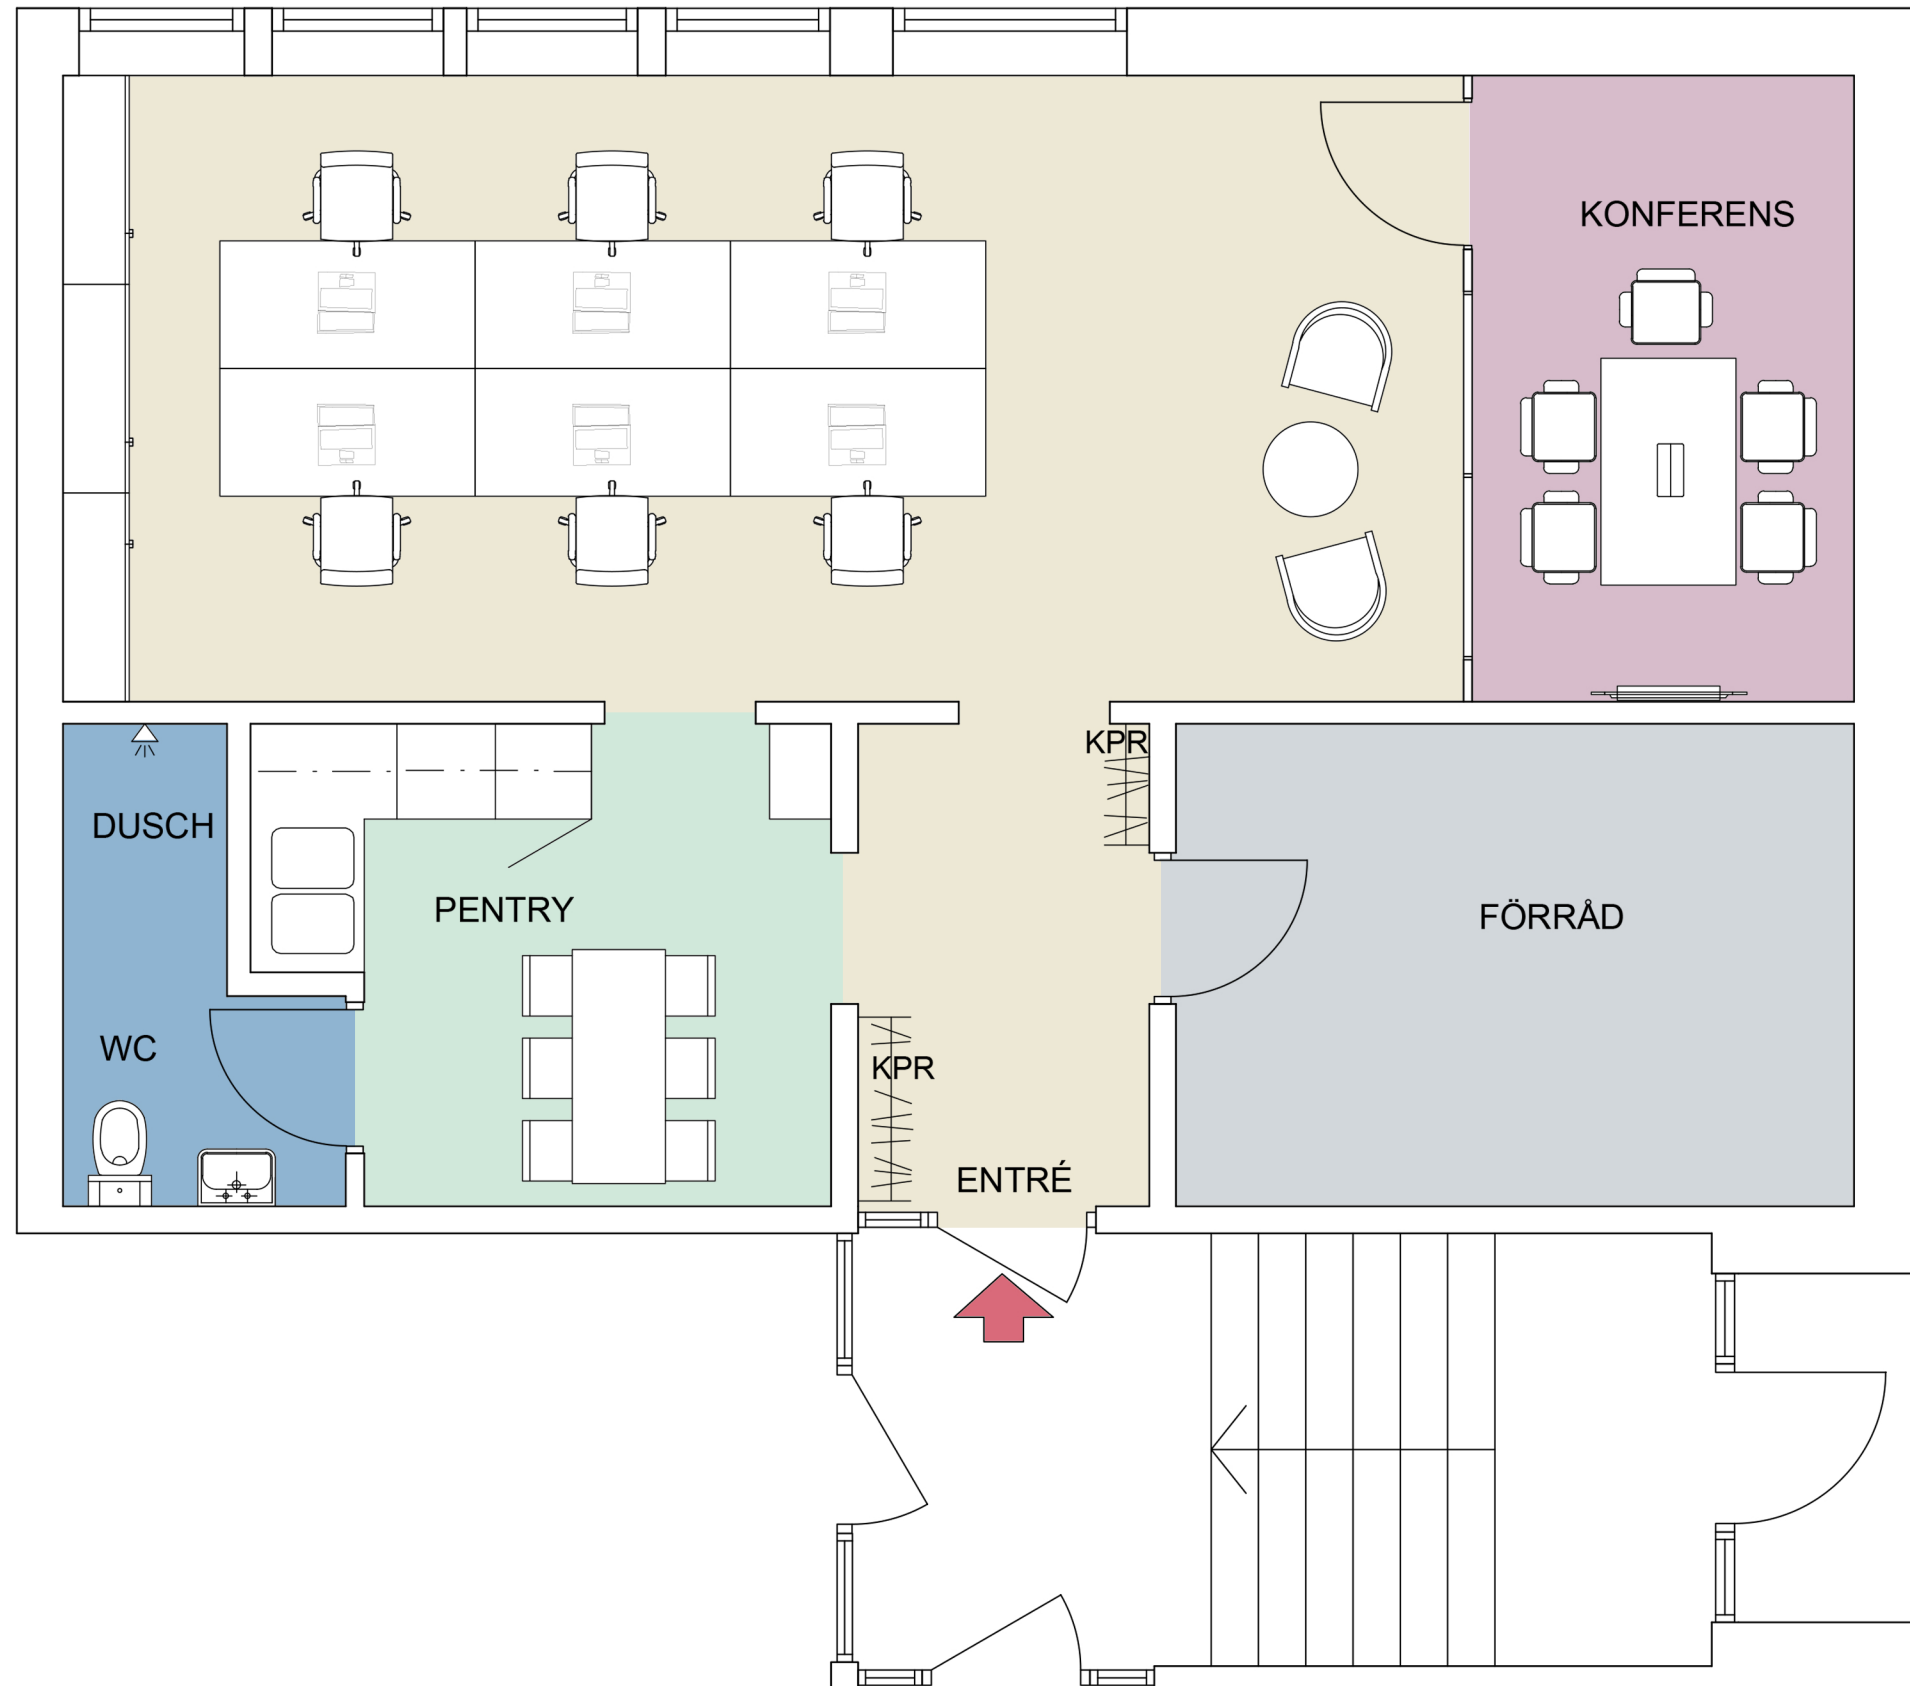 KONFERENS
KPR
DUSCH
PENTRY
FÖRRÅD
WC
KPR
ENTRÉ